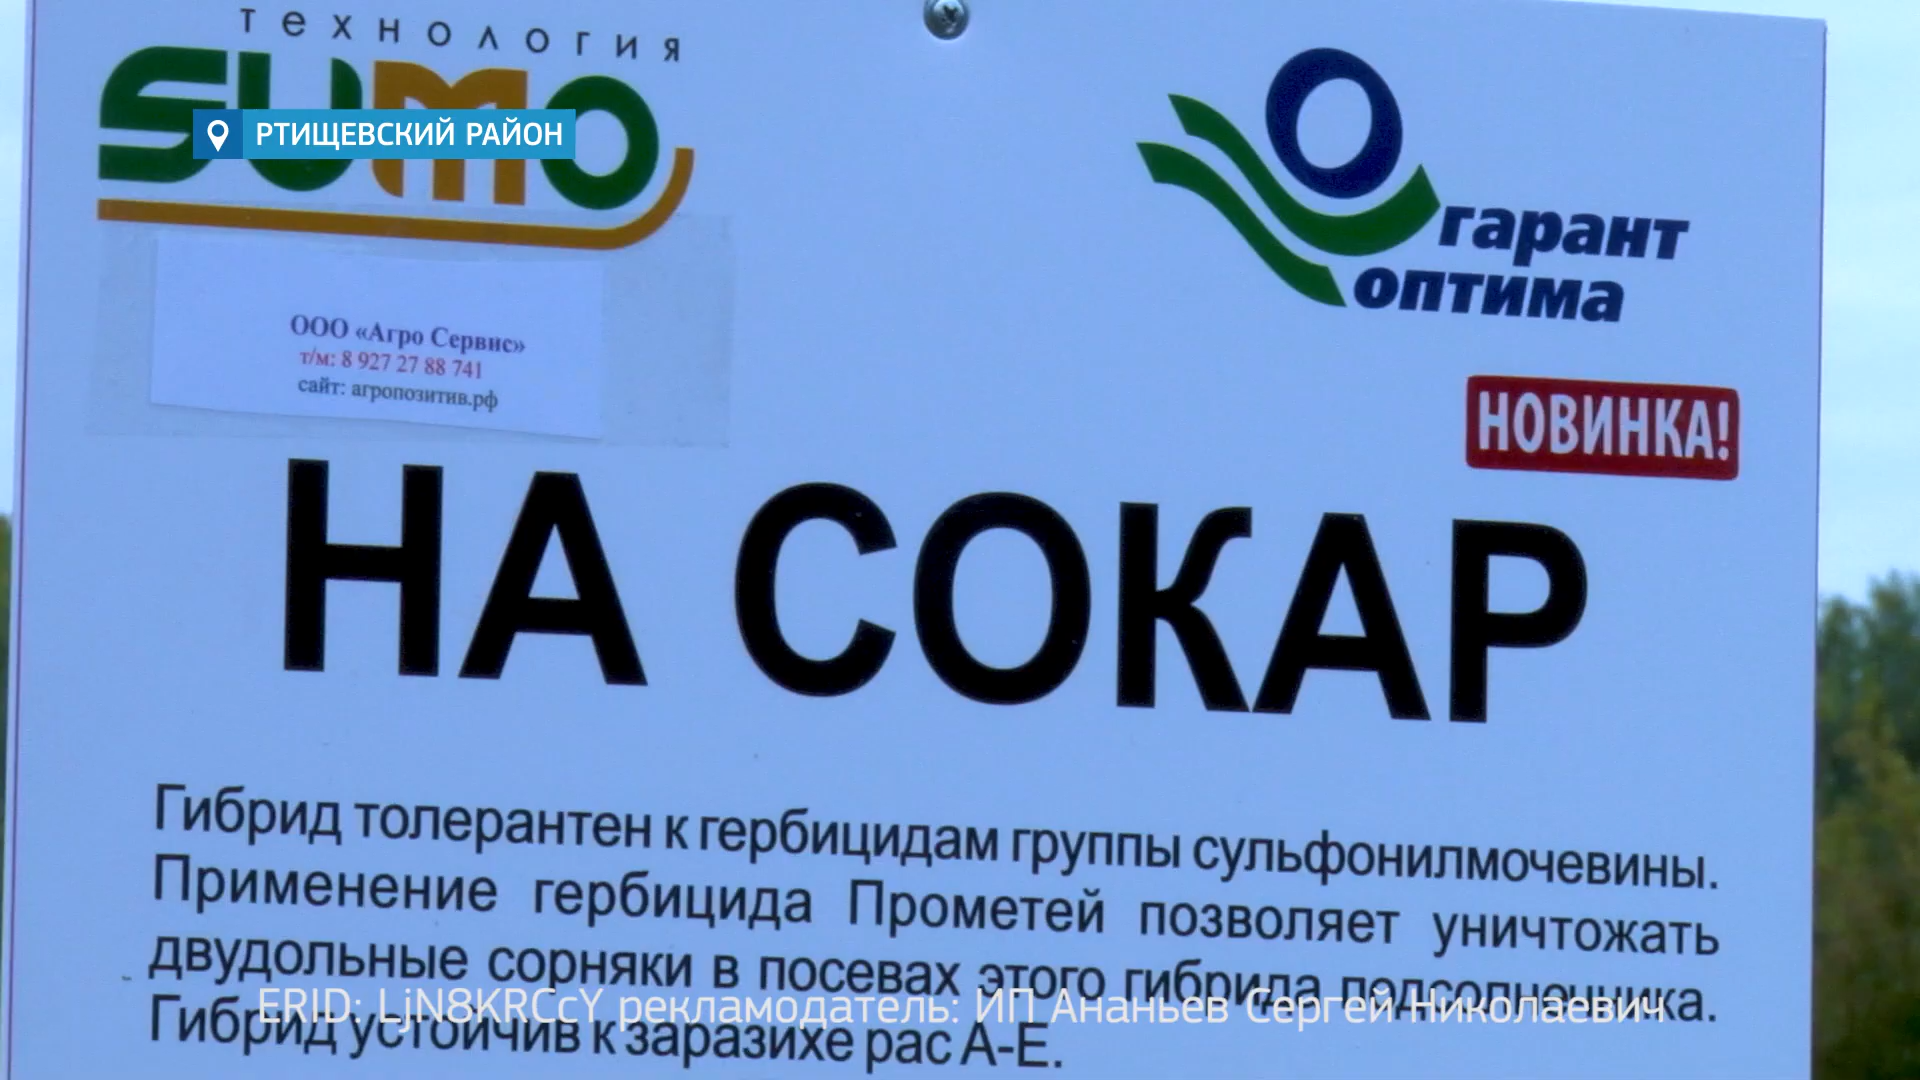 технология
SUMO
РТИЩЕВСКИЙ РАЙОН
гарант
оптима
ООО «Агро Сервис»
т/м: 8 927 27 88 741
сайт: агропозитив.рф
НОВИНКА!
НА СОКАР
Гибрид толерантен к гербицидам группы сульфонилмочевины.
Применение гербицида Прометей позволяет уничтожать
двудольные сорняки в посевах этого гибрида подсолнечника.
ERID: LjN8KRCcY рекламодатель: ИП Ананьев Сергей Николаевич
Гибрид устойчив к заразихе рас А-Е.